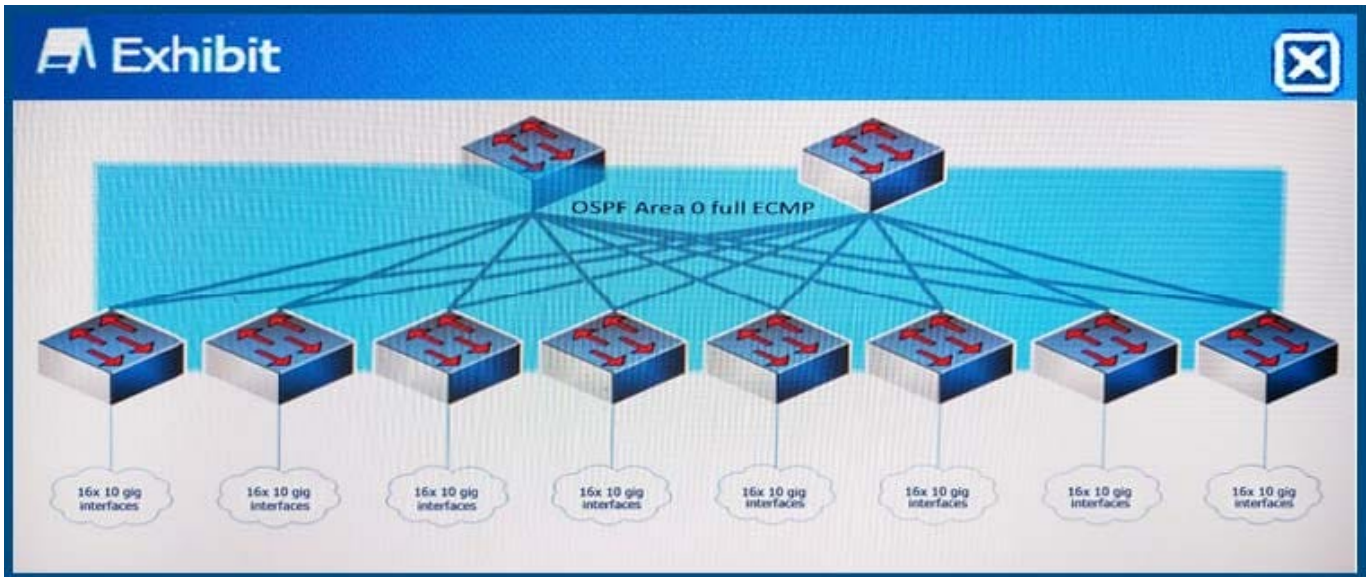 Exhibit
OSPF Area 0 full ECMP
16x 10 gig
interfaces
16x 10 gig
interfaces
16x 10 gig
interfaces
16x 10 gig
interfaces
16x 10 gig
interfaces
16x 10 gig
interfaces
16x 10 gig
interfaces
16x 10 gig
interfaces